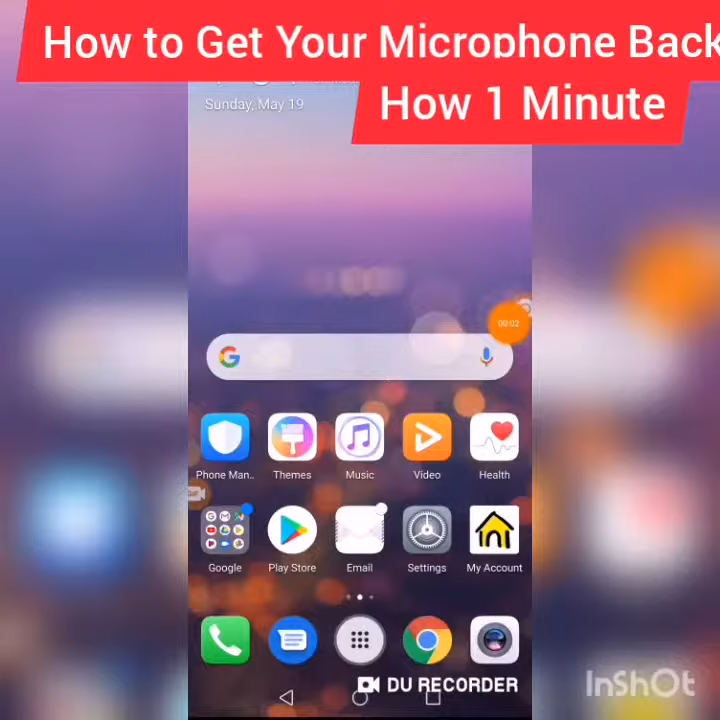 How to Get Your Microphone Back
How 1 Minute
Sunday, May 19
00:02
G
Phone Man..
Themes
Music
Video
Health
Google
Play Store
Email
Settings
My Account
DU RECORDER
InShOt